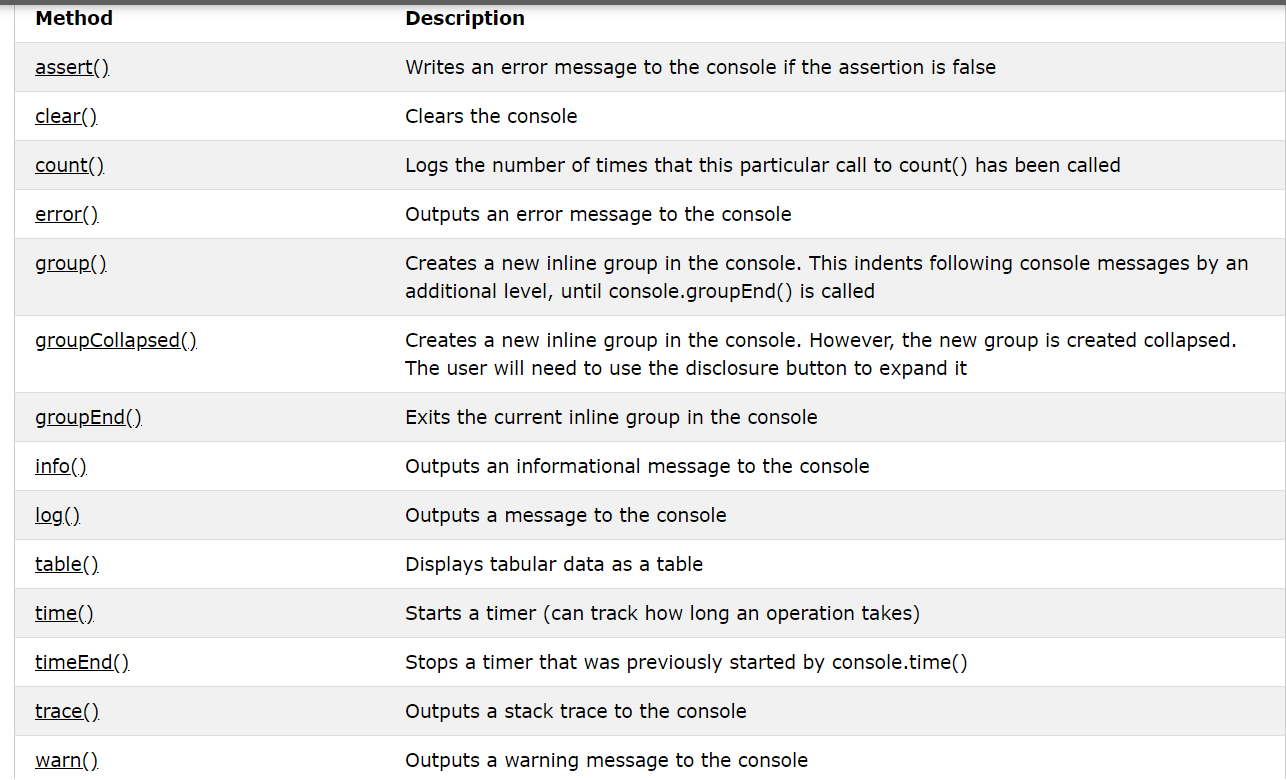 Method Description
assert() Writes an error message to the console if the assertion is false
clear() Clears the console
count() Logs the number of times that this particular call to count() has been called
error() Outputs an error message to the console
group() Creates a new inline group in the console. This indents following console messages by an
additional level, until console.groupEnd() is called
groupCollapsed() Creates a new inline group in the console. However, the new group is created collapsed.
The user will need to use the disclosure button to expand it
groupEnd() Exits the current inline group in the console
info() Outputs an informational message to the console
log() Outputs a message to the console
table() Displays tabular data as a table
time() Starts a timer (can track how long an operation takes)
timeEnd() Stops a timer that was previously started by console.time()
trace() Outputs a stack trace to the console
warn() Outputs a warning message to the console